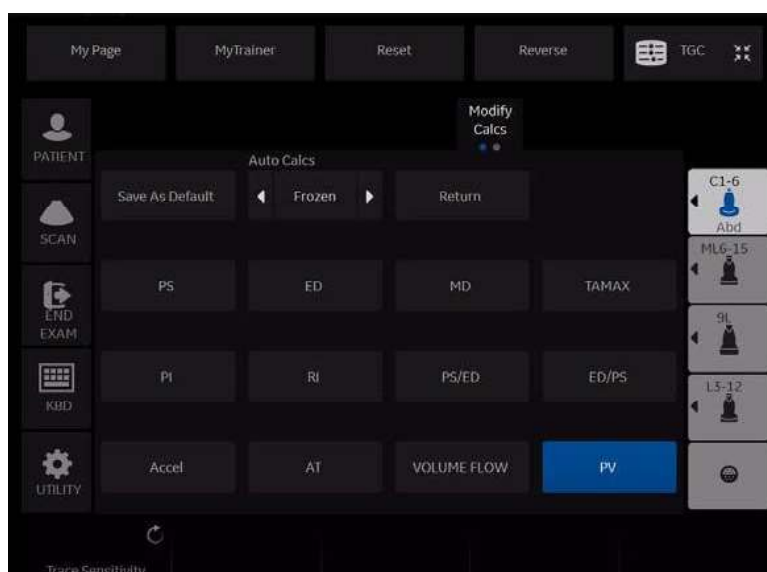 My Page
MyTrainer
Reset
Reverse
TGC
Modify
Calcs
PATIENT
Auto Calcs
Save As Default
Frozen
Return
C1-6
Abd
SCAN
ML6-15
PS
ED
MD
TAMAX
END
EXAM
9L
PI
RI
PS/ED
ED/PS
L3-12
KBD
Accel
AT
VOLUME FLOW
PV
UTILITY
Trace Sensitivity